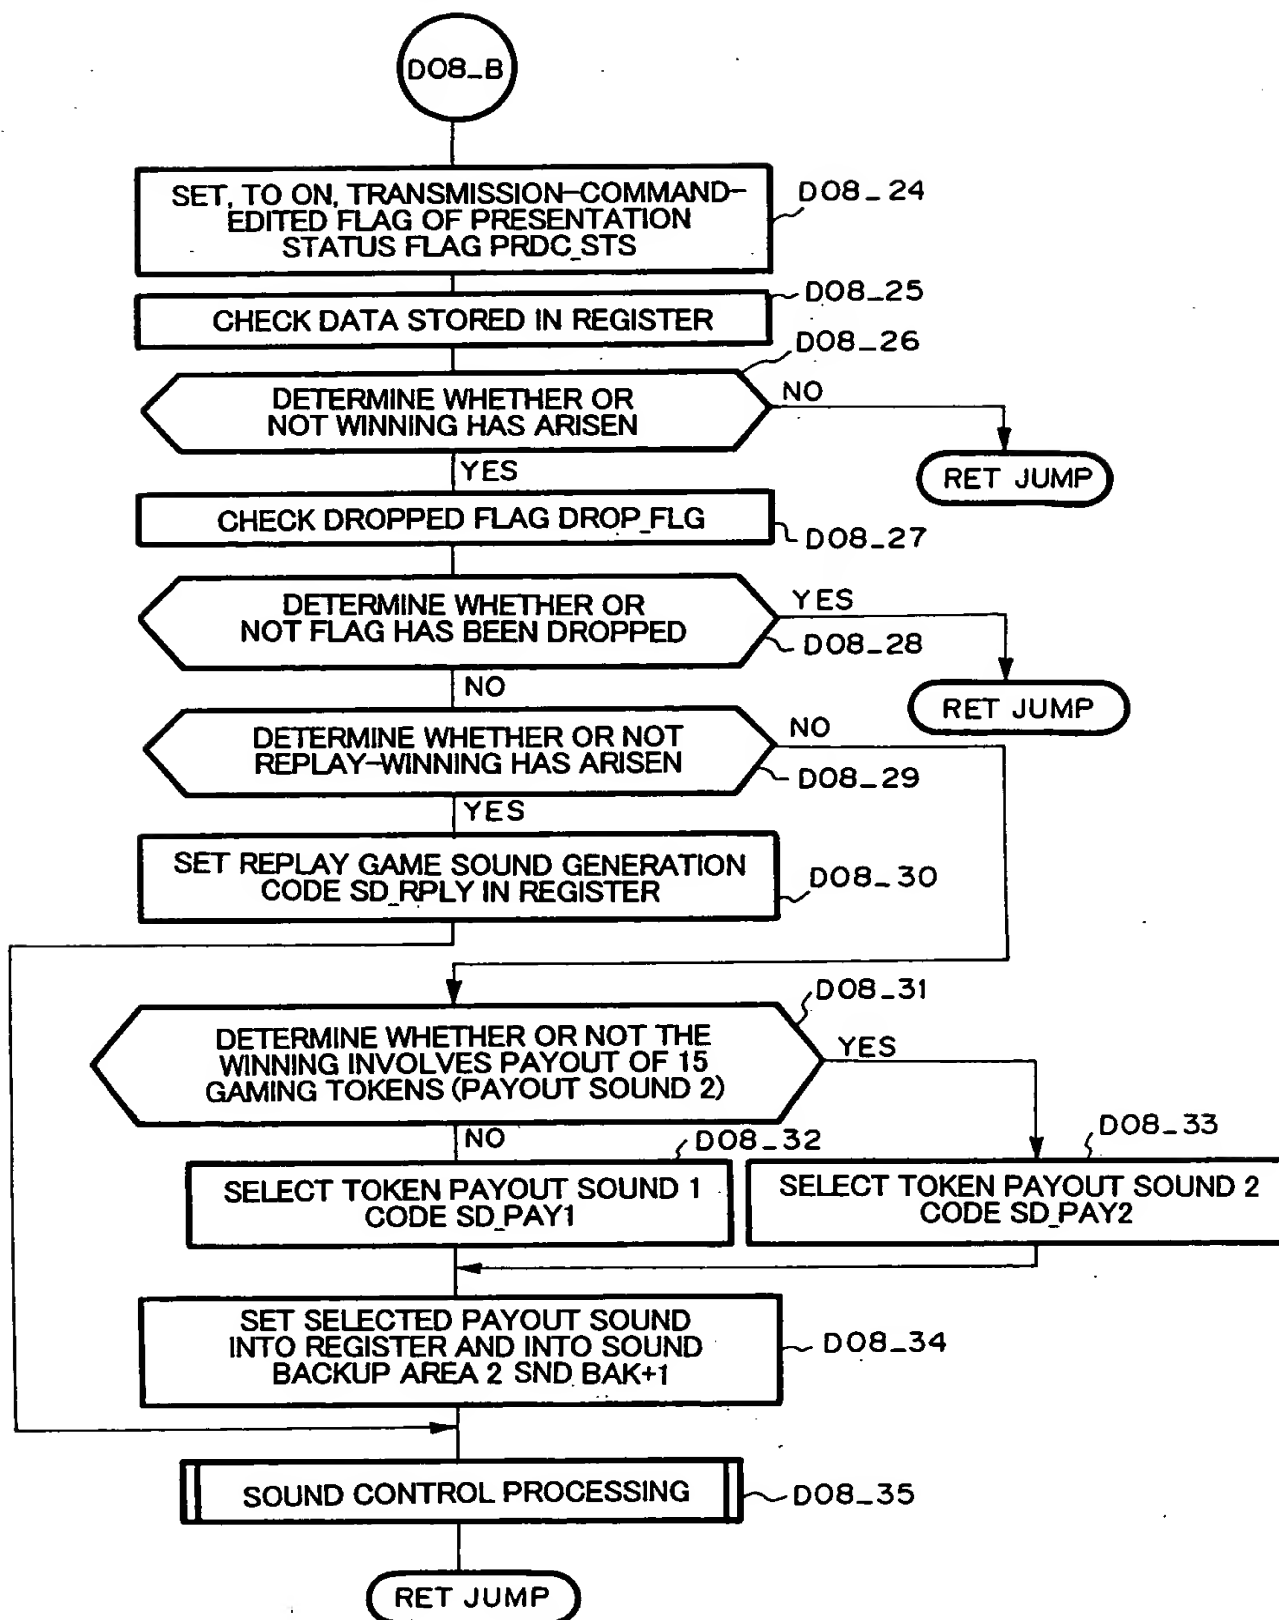 D08_B
SET, TO ON, TRANSMISSION-COMMAND-
EDITED FLAG OF PRESENTATION
STATUS FLAG PRDC_STS
D08_24
CHECK DATA STORED IN REGISTER
D08_25
DETERMINE WHETHER OR
NOT WINNING HAS ARISEN
D08_26
NO
RET JUMP
YES
CHECK DROPPED FLAG DROP_FLG
D08_27
DETERMINE WHETHER OR
NOT FLAG HAS BEEN DROPPED
YES
D08_28
RET JUMP
NO
DETERMINE WHETHER OR NOT
REPLAY-WINNING HAS ARISEN
NO
D08_29
YES
SET REPLAY GAME SOUND GENERATION
CODE SD_RPLY IN REGISTER
D08_30
D08_31
DETERMINE WHETHER OR NOT THE
WINNING INVOLVES PAYOUT OF 15
GAMING TOKENS (PAYOUT SOUND 2)
YES
NO
D08_32
D08_33
SELECT TOKEN PAYOUT SOUND 1
CODE SD_PAY1
SELECT TOKEN PAYOUT SOUND 2
CODE SD_PAY2
SET SELECTED PAYOUT SOUND
INTO REGISTER AND INTO SOUND
BACKUP AREA 2 SND BAK+1
D08_34
SOUND CONTROL PROCESSING
D08_35
RET JUMP